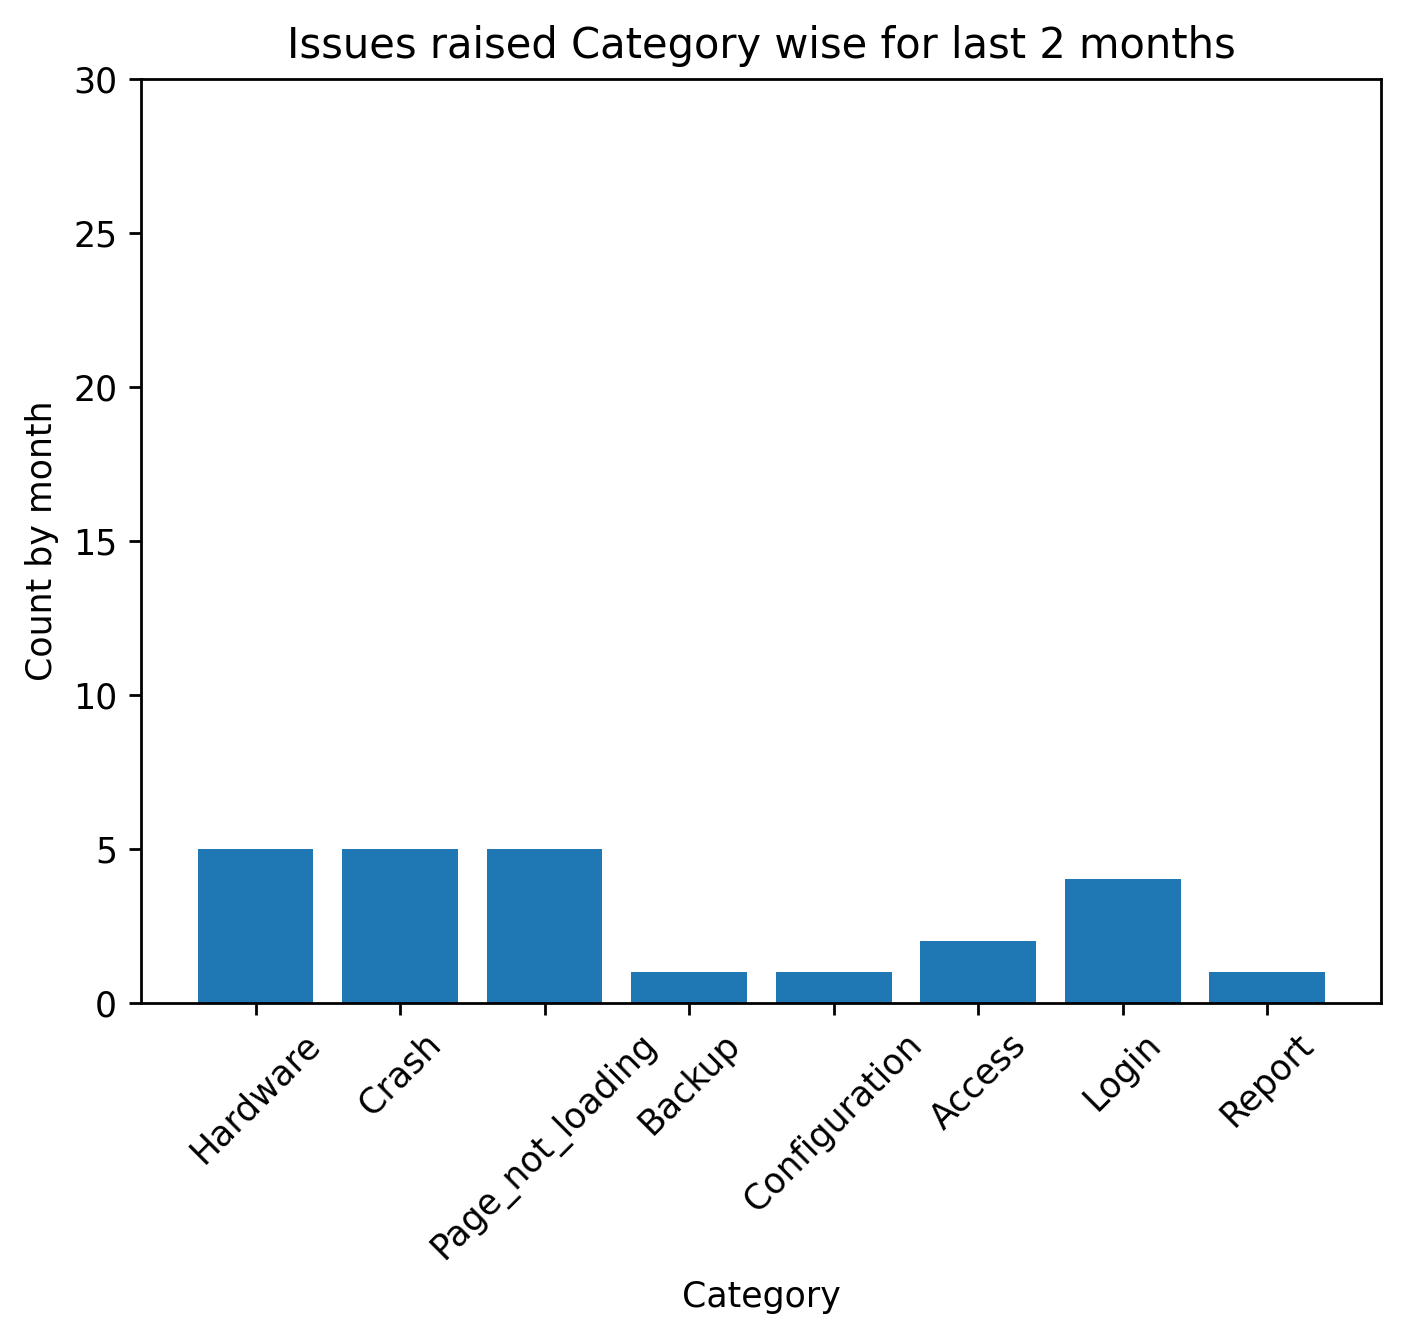 Issues raised Category wise for last 2 months
30
25
20
15
10
5
0
Count by month
Hardware
Crash
Page_not_loading
Backup
Configuration
Access
Login
Report
Category